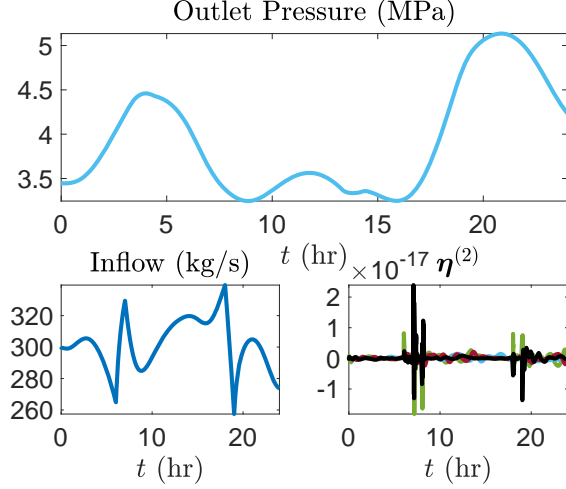 Outlet Pressure (MPa)
5
4.5
4
3.5
0 5 10 15 20
t (hr)
Inflow (kg/s)
320
300
280
260
0 10 20
t (hr)
×10⁻¹⁷ η⁽²⁾
2
1
0
-1
0 10 20
t (hr)